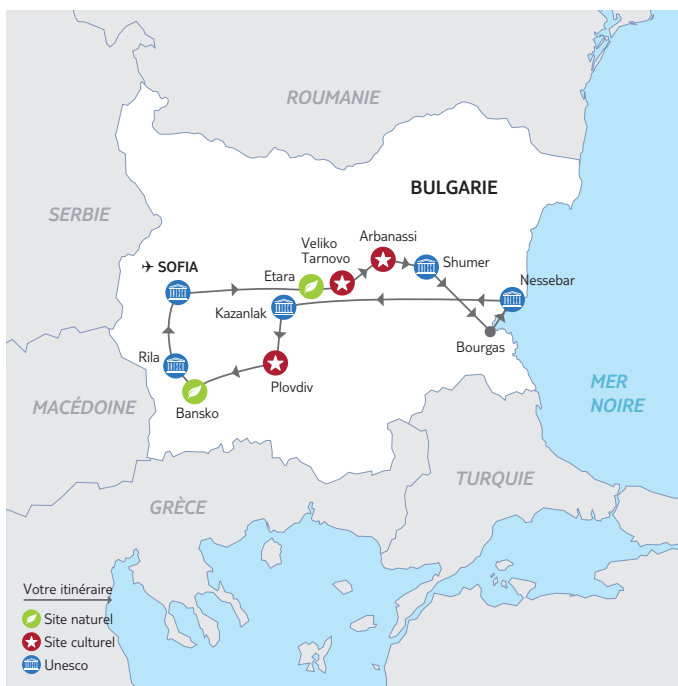 ROUMANIE
BULGARIE
SERBIE
Arbanassi
Veliko
Tarnovo
Shumer
SOFIA
Etara
Nessebar
Kazanlak
Bourgas
Rila
Plovdiv
Bansko
MER
NOIRE
MACÉDOINE
TURQUIE
GRÈCE
Votre itinéraire
Site naturel
Site culturel
Unesco